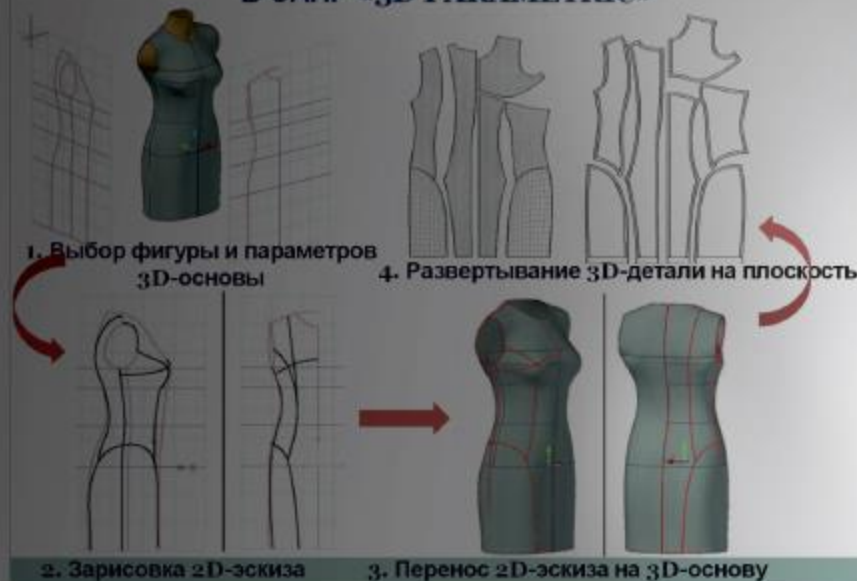 1. Выбор фигуры и параметров
3D-основы
4. Развертывание 3D-детали на плоскость
2. Зарисовка 2D-эскиза
3. Перенос 2D-эскиза на 3D-основу